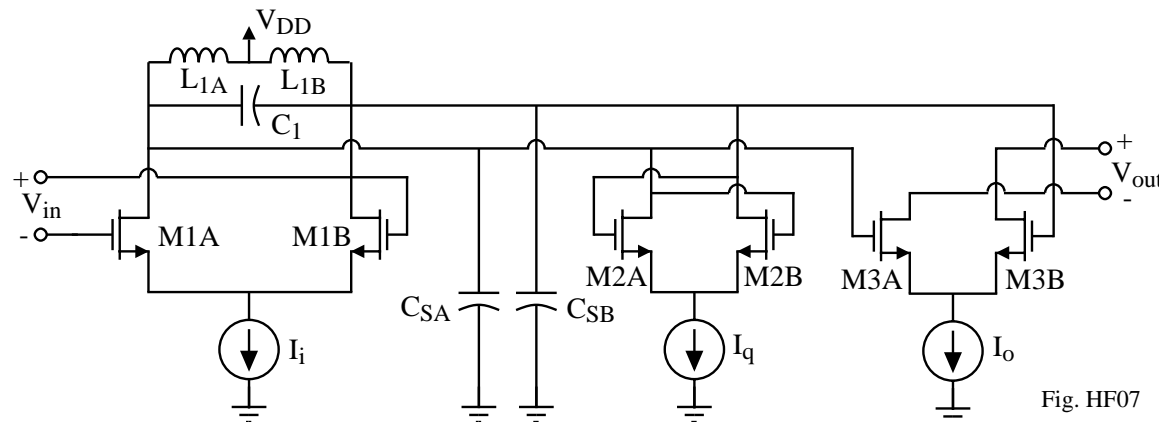 V_DD
L_1A L_1B
C_1
+
V_in
-
M1A M1B
C_SA C_SB
M2A M2B
M3A M3B
+
V_out
-
I_i
I_q
I_o
Fig. HF07